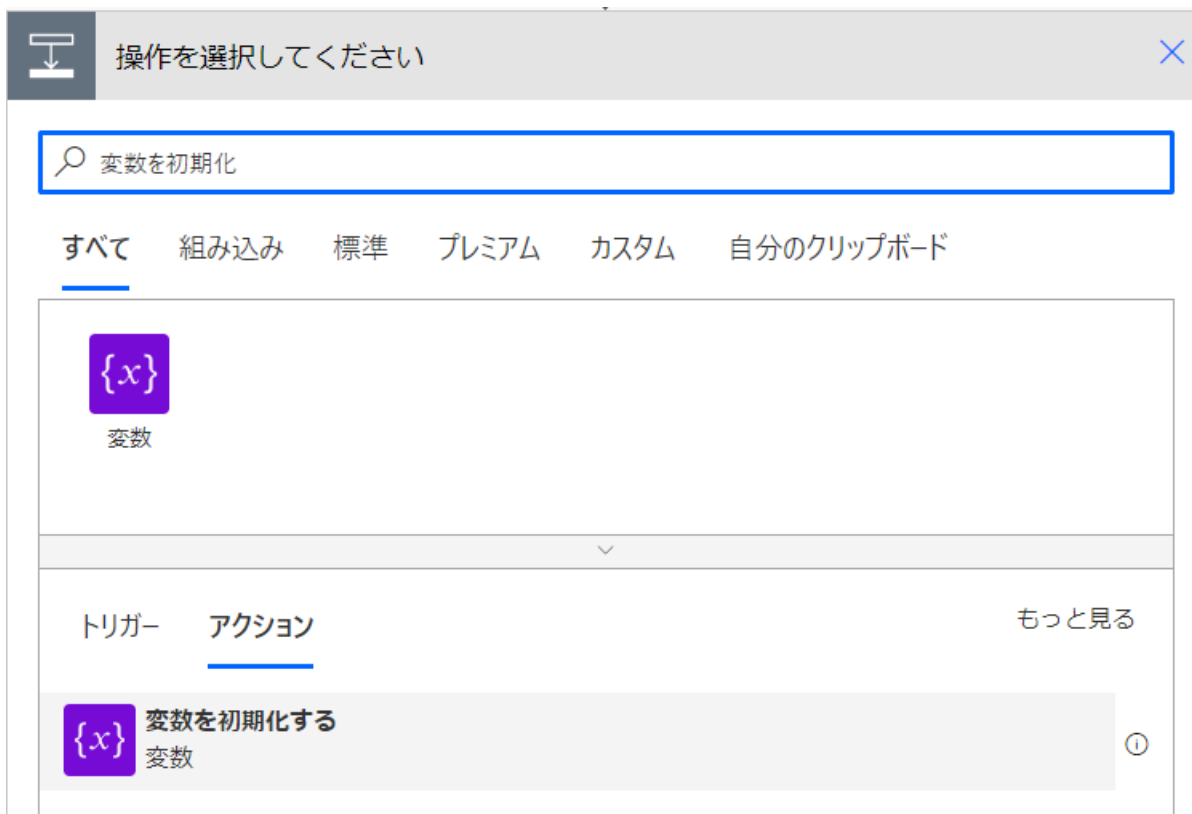 操作を選択してください
変数を初期化
すべて 組み込み 標準 プレミアム カスタム 自分のクリップボード
{x}
変数
トリガー アクション もっと見る
{x} 変数を初期化する
変数